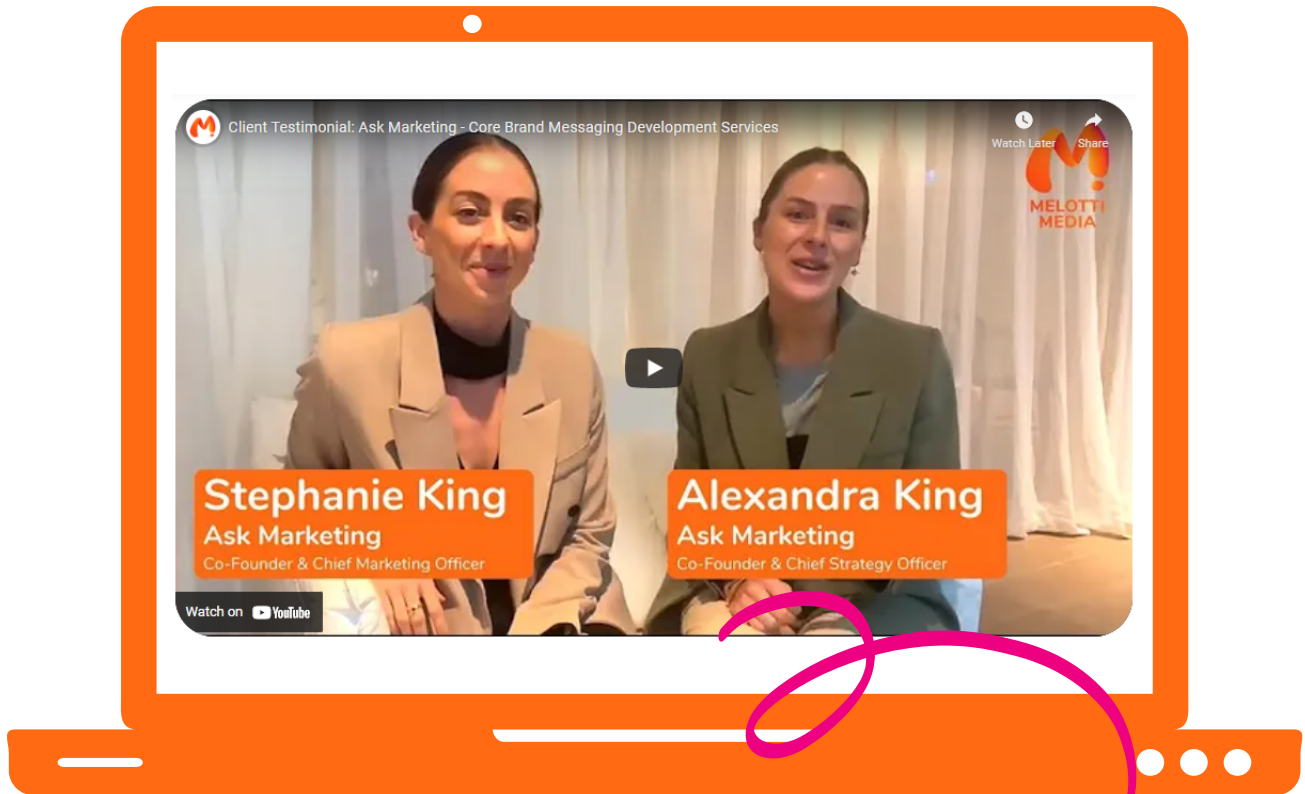 Client Testimonial: Ask Marketing - Core Brand Messaging Development Services
Watch Later
Share
MELOTTI
MEDIA
Stephanie King
Ask Marketing
Co-Founder & Chief Marketing Officer
Alexandra King
Ask Marketing
Co-Founder & Chief Strategy Officer
Watch on YouTube